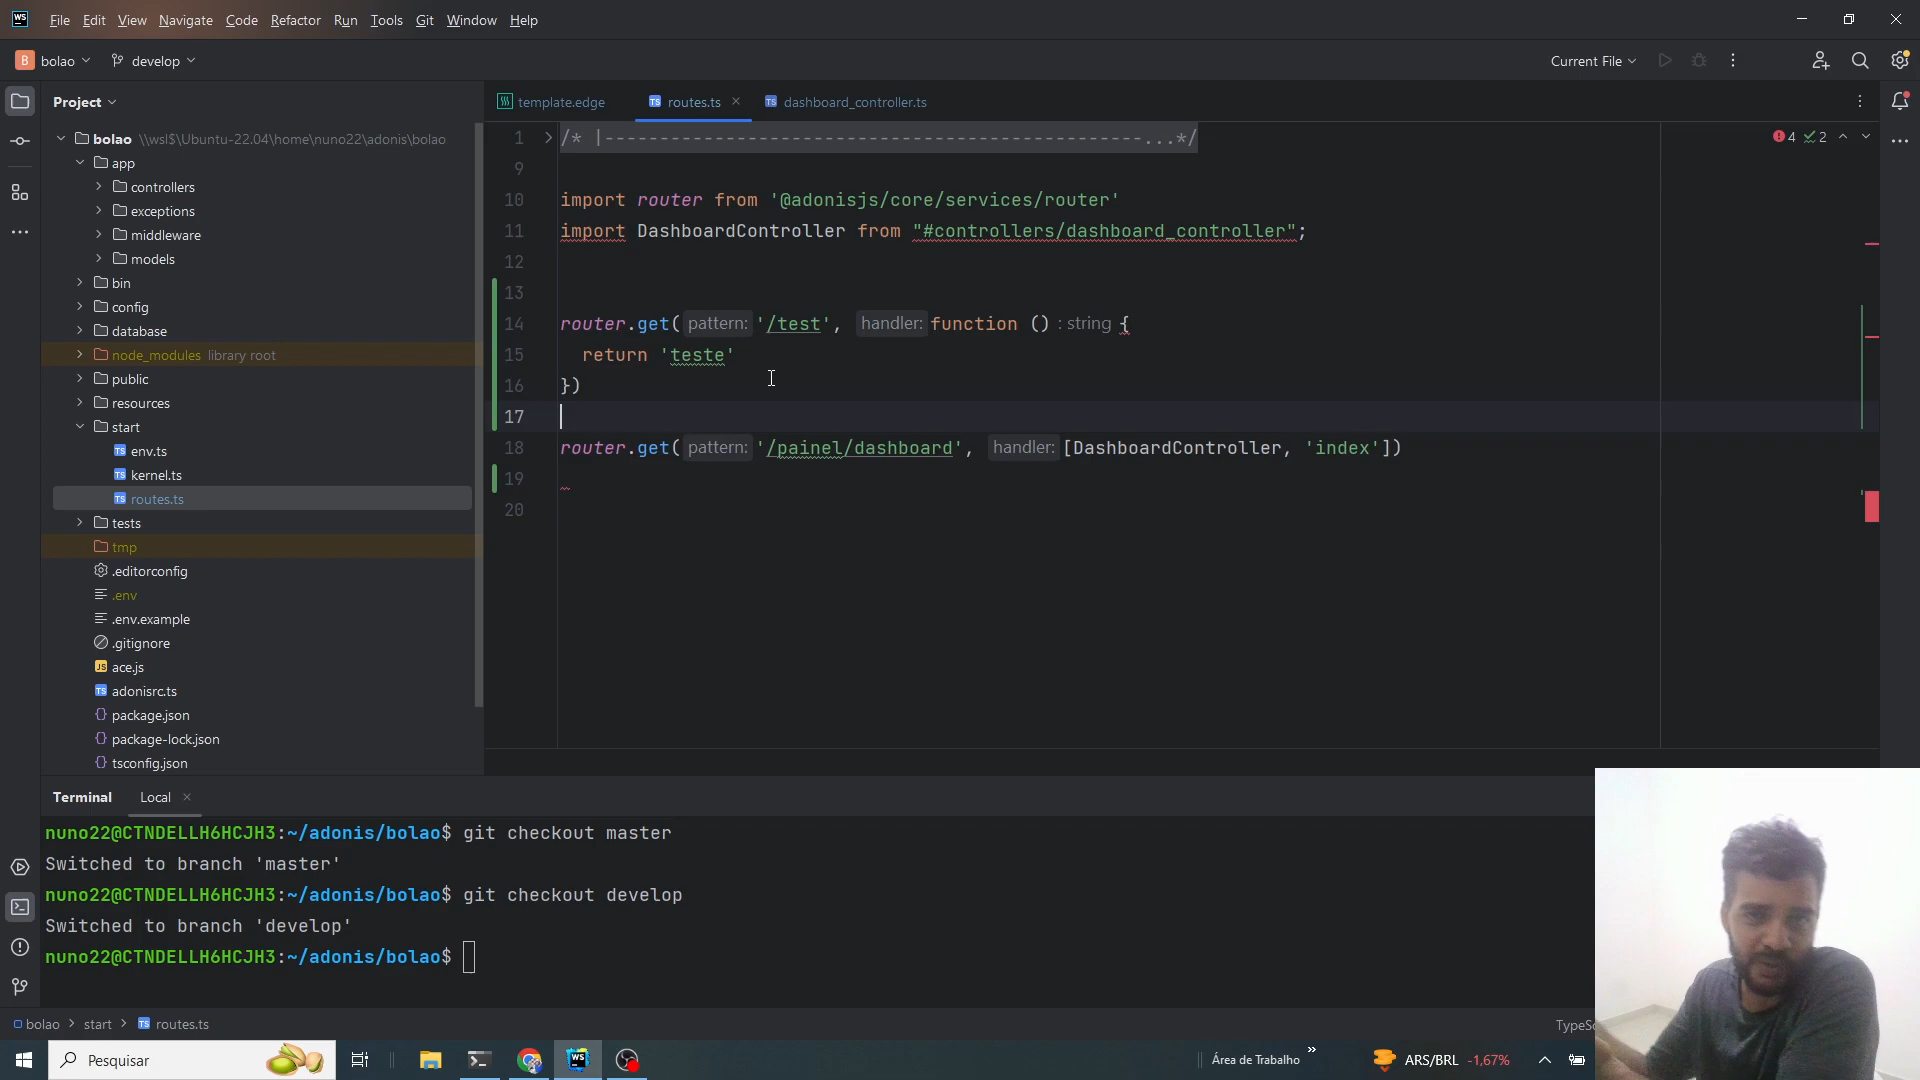 WS File Edit View Navigate Code Refactor Run Tools Git Window Help
B bolao develop Current File
Project
template.edge routes.ts dashboard_controller.ts
bolao \\wsl$\Ubuntu-22.04\home\nuno22\adonis\bolao
app
controllers
exceptions
middleware
models
bin
config
database
node_modules library root
public
resources
start
env.ts
kernel.ts
routes.ts
tests
tmp
.editorconfig
.env
.env.example
.gitignore
ace.js
adonisrc.ts
package.json
package-lock.json
tsconfig.json
1 /* |--------------------------------------------------...*/
4 2
9
10 import router from '@adonisjs/core/services/router'
11 import DashboardController from "#controllers/dashboard_controller";
12
13
14 router.get( pattern: '/test', handler: function () : string {
15 return 'teste'
16 })
17
18 router.get( pattern: '/painel/dashboard', handler: [DashboardController, 'index'])
19
20
Terminal Local
nuno22@CTNDELLH6HCJH3:~/adonis/bolao$ git checkout master
Switched to branch 'master'
nuno22@CTNDELLH6HCJH3:~/adonis/bolao$ git checkout develop
Switched to branch 'develop'
nuno22@CTNDELLH6HCJH3:~/adonis/bolao$
bolao > start > routes.ts
TypeSc
Pesquisar
Área de Trabalho » ARS/BRL -1,67%